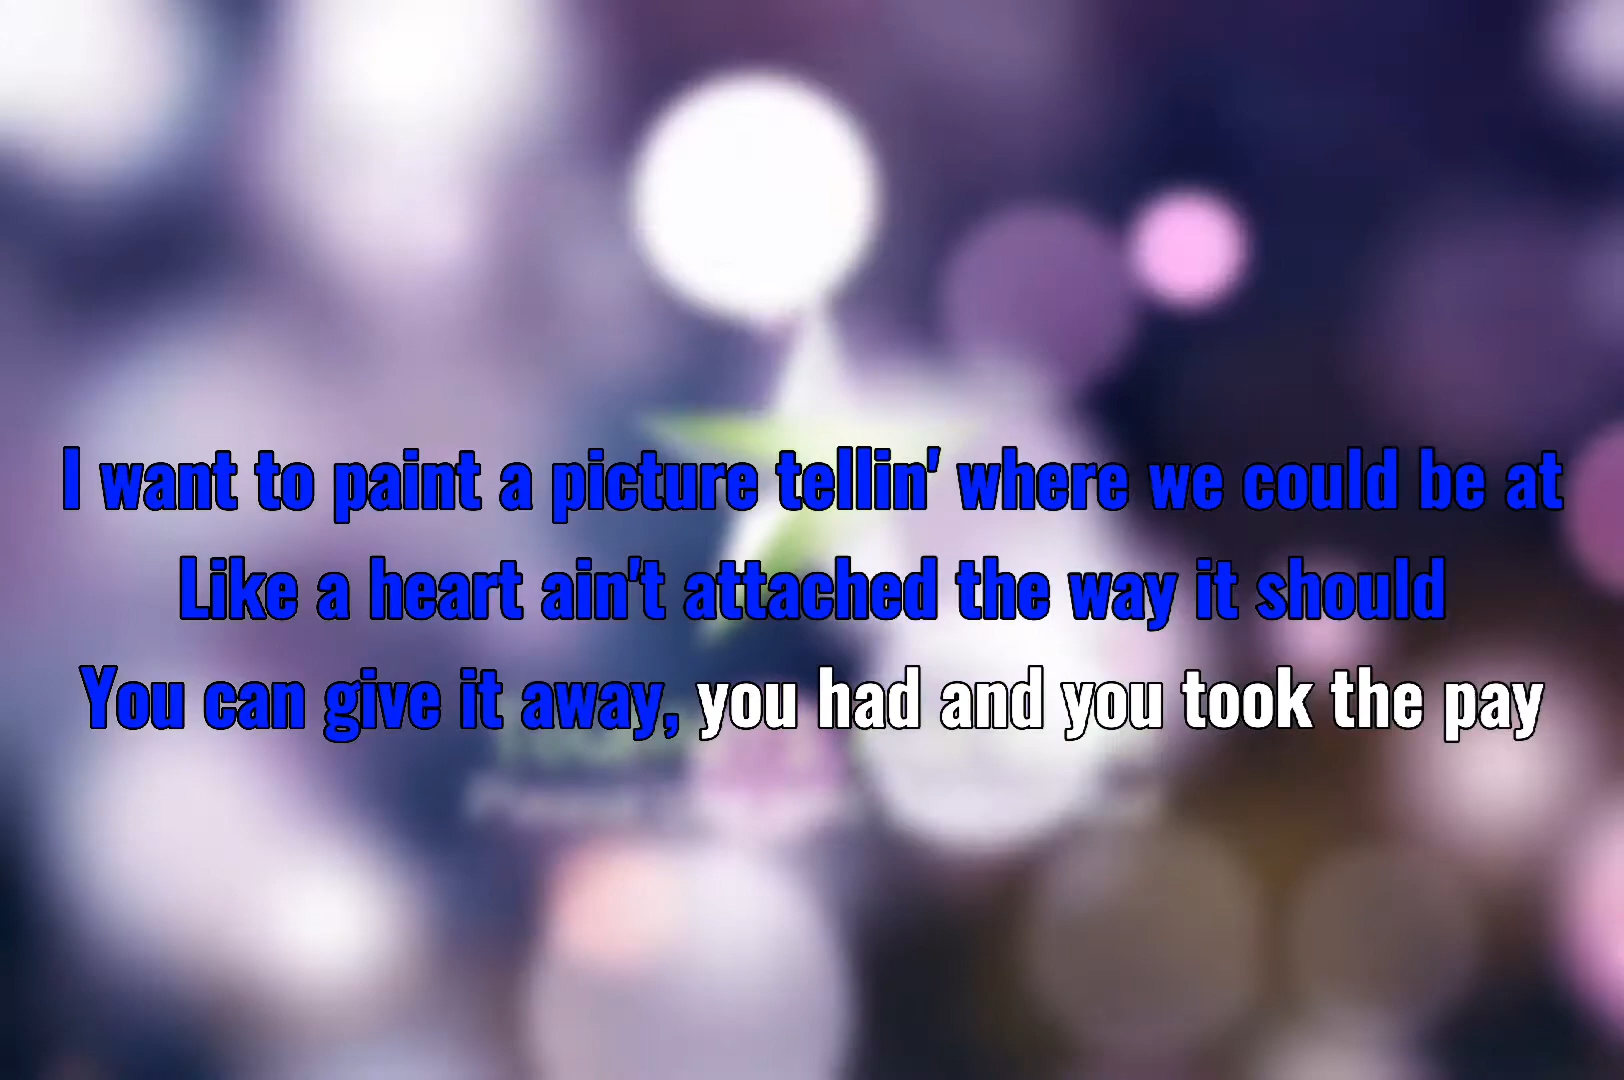 I want to paint a picture tellin' where we could be at
Like a heart ain't attached the way it should
You can give it away, you had and you took the pay